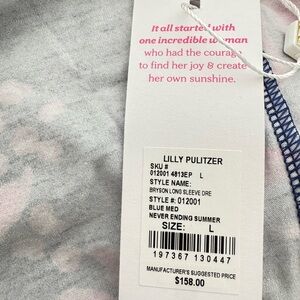 It all started with
one incredible woman
who had the courage
to find her joy & create
her own sunshine.
LILLY PULITZER
SKU #
012001 4813EP L
STYLE NAME:
BRYSON LONG SLEEVE DRE
STYLE #: 012001
BLUE MED
NEVER ENDING SUMMER
SIZE: L
197367 130447
MANUFACTURER'S SUGGESTED PRICE
$158.00